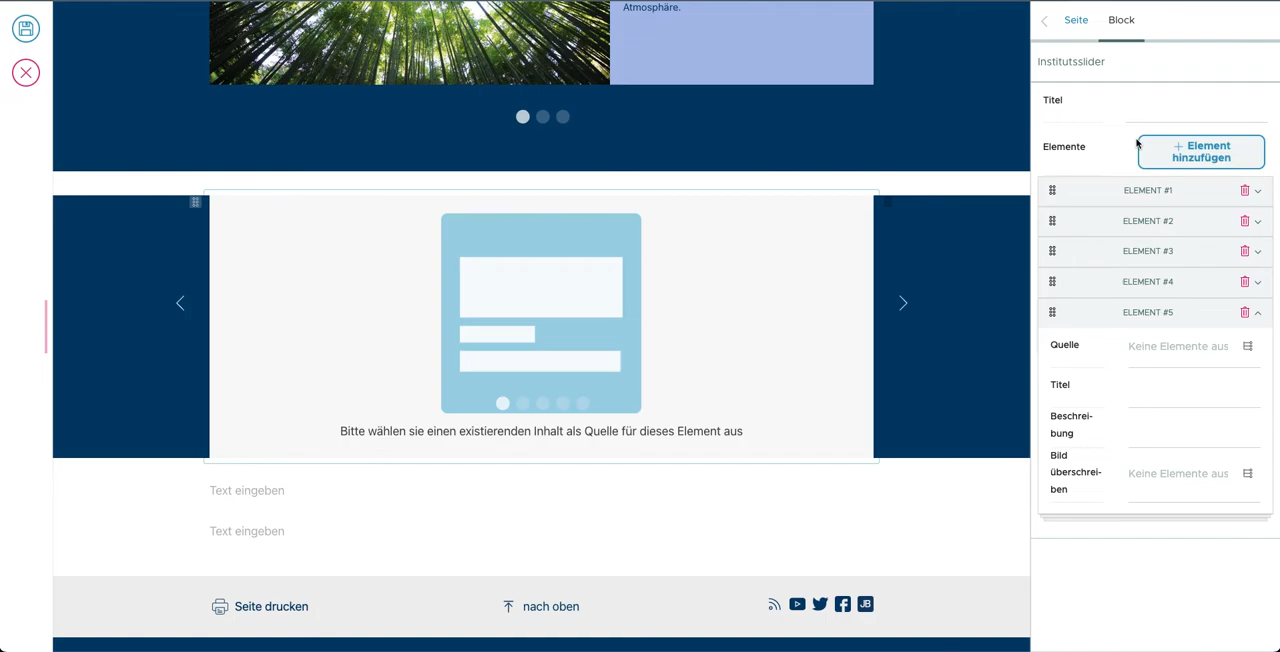 Atmosphäre.
Seite
Block
Institutsslider
Titel
Elemente
+ Element
hinzufügen
ELEMENT #1
ELEMENT #2
ELEMENT #3
ELEMENT #4
ELEMENT #5
Quelle
Keine Elemente aus
Titel
Beschrei-
bung
Bild
überschrei-
ben
Keine Elemente aus
Bitte wählen sie einen existierenden Inhalt als Quelle für dieses Element aus
Text eingeben
Text eingeben
Seite drucken
nach oben
JB